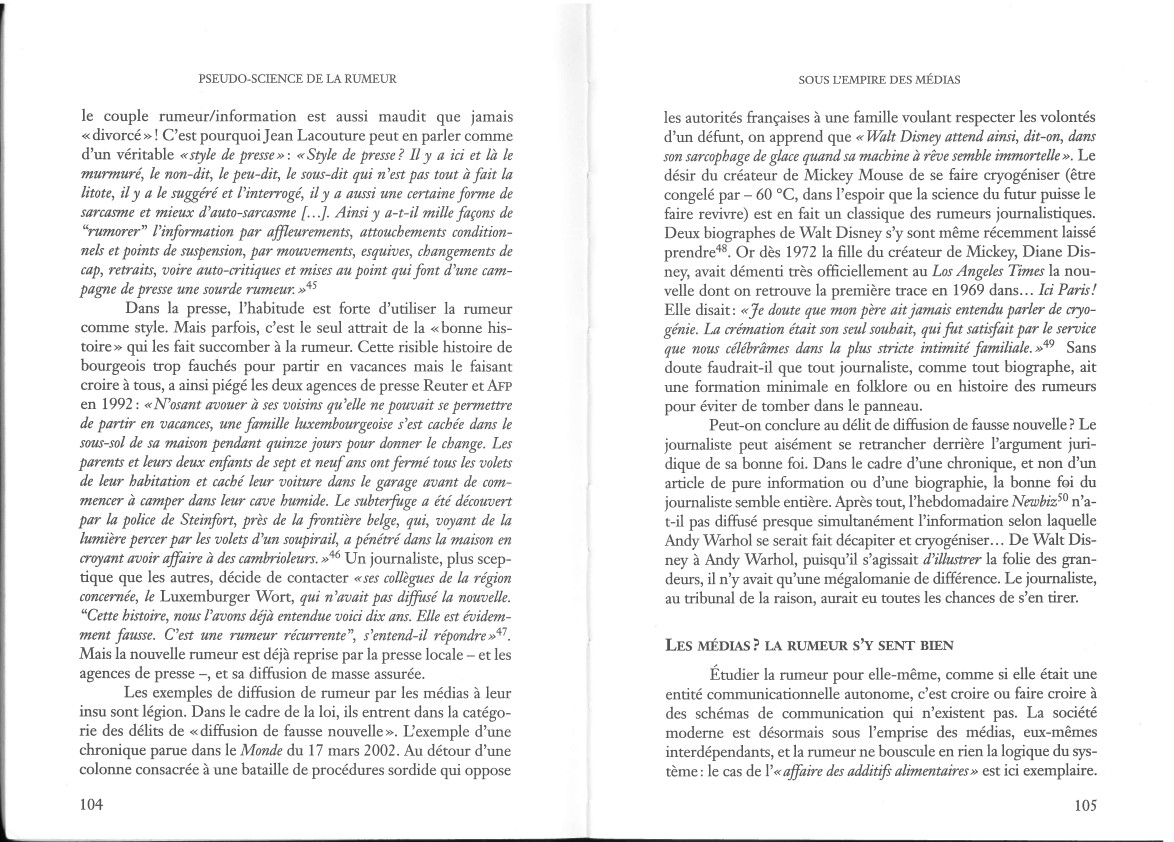 PSEUDO-SCIENCE DE LA RUMEUR
le couple rumeur/information est aussi maudit que jamais
«divorcé»! C'est pourquoi Jean Lacouture peut en parler comme
d'un véritable «style de presse»: «Style de presse? Il y a ici et là le
murmuré, le non-dit, le peu-dit, le sous-dit qui n'est pas tout à fait la
litote, il y a le suggéré et l'interrogé, il y a aussi une certaine forme de
sarcasme et mieux d'auto-sarcasme […]. Ainsi y a-t-il mille façons de
“rumorer” l'information par affleurements, attouchements condition-
nels et points de suspension, par mouvements, esquives, changements de
cap, retraits, voire auto-critiques et mises au point qui font d'une cam-
pagne de presse une sourde rumeur.»45
Dans la presse, l'habitude est forte d'utiliser la rumeur
comme style. Mais parfois, c'est le seul attrait de la «bonne his-
toire» qui les fait succomber à la rumeur. Cette risible histoire de
bourgeois trop fauchés pour partir en vacances mais le faisant
croire à tous, a ainsi piégé les deux agences de presse Reuter et AFP
en 1992: «N'osant avouer à ses voisins qu'elle ne pouvait se permettre
de partir en vacances, une famille luxembourgeoise s'est cachée dans le
sous-sol de sa maison pendant quinze jours pour donner le change. Les
parents et leurs deux enfants de sept et neuf ans ont fermé tous les volets
de leur habitation et caché leur voiture dans le garage avant de com-
mencer à camper dans leur cave humide. Le subterfuge a été découvert
par la police de Steinfort, près de la frontière belge, qui, voyant de la
lumière percer par les volets d'un soupirail, a pénétré dans la maison en
croyant avoir affaire à des cambrioleurs.»46 Un journaliste, plus scep-
tique que les autres, décide de contacter «ses collègues de la région
concernée, le Luxemburger Wort, qui n'avait pas diffusé la nouvelle.
“Cette histoire, nous l'avons déjà entendue voici dix ans. Elle est évidem-
ment fausse. C'est une rumeur récurrente”, s'entend-il répondre»47.
Mais la nouvelle rumeur est déjà reprise par la presse locale – et les
agences de presse –, et sa diffusion de masse assurée.
Les exemples de diffusion de rumeur par les médias à leur
insu sont légion. Dans le cadre de la loi, ils entrent dans la catégo-
rie des délits de «diffusion de fausse nouvelle». L'exemple d'une
chronique parue dans le Monde du 17 mars 2002. Au détour d'une
colonne consacrée à une bataille de procédures sordide qui oppose
104
SOUS L'EMPIRE DES MÉDIAS
les autorités françaises à une famille voulant respecter les volontés
d'un défunt, on apprend que «Walt Disney attend ainsi, dit-on, dans
son sarcophage de glace quand sa machine à rêve semble immortelle». Le
désir du créateur de Mickey Mouse de se faire cryogéniser (être
congelé par – 60 °C, dans l'espoir que la science du futur puisse le
faire revivre) est en fait un classique des rumeurs journalistiques.
Deux biographes de Walt Disney s'y sont même récemment laissé
prendre48. Or dès 1972 la fille du créateur de Mickey, Diane Dis-
ney, avait démenti très officiellement au Los Angeles Times la nou-
velle dont on retrouve la première trace en 1969 dans… Ici Paris!
Elle disait: «Je doute que mon père ait jamais entendu parler de cryo-
génie. La crémation était son seul souhait, qui fut satisfait par le service
que nous célébrâmes dans la plus stricte intimité familiale.»49 Sans
doute faudrait-il que tout journaliste, comme tout biographe, ait
une formation minimale en folklore ou en histoire des rumeurs
pour éviter de tomber dans le panneau.
Peut-on conclure au délit de diffusion de fausse nouvelle? Le
journaliste peut aisément se retrancher derrière l'argument juri-
dique de sa bonne foi. Dans le cadre d'une chronique, et non d'un
article de pure information ou d'une biographie, la bonne foi du
journaliste semble entière. Après tout, l'hebdomadaire Newbiz50 n'a-
t-il pas diffusé presque simultanément l'information selon laquelle
Andy Warhol se serait fait décapiter et cryogéniser… De Walt Dis-
ney à Andy Warhol, puisqu'il s'agissait d'illustrer la folie des gran-
deurs, il n'y avait qu'une mégalomanie de différence. Le journaliste,
au tribunal de la raison, aurait eu toutes les chances de s'en tirer.
LES MÉDIAS? LA RUMEUR S'Y SENT BIEN
Étudier la rumeur pour elle-même, comme si elle était une
entité communicationnelle autonome, c'est croire ou faire croire à
des schémas de communication qui n'existent pas. La société
moderne est désormais sous l'emprise des médias, eux-mêmes
interdépendants, et la rumeur ne bouscule en rien la logique du sys-
tème: le cas de l'«affaire des additifs alimentaires» est ici exemplaire.
105